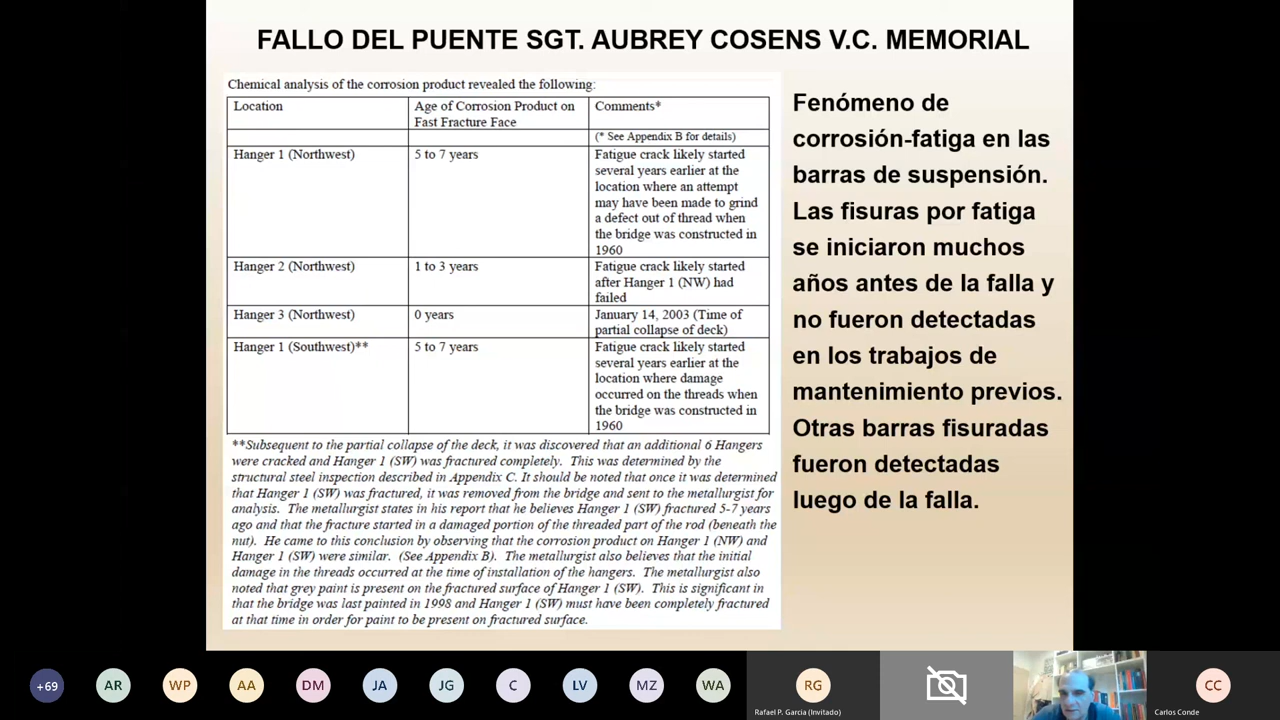 FALLO DEL PUENTE SGT. AUBREY COSENS V.C. MEMORIAL
Chemical analysis of the corrosion product revealed the following:
Location
Age of Corrosion Product on
Fast Fracture Face
Comments*
(* See Appendix B for details)
Hanger 1 (Northwest)
5 to 7 years
Fatigue crack likely started
several years earlier at the
location where an attempt
may have been made to grind
a defect out of thread when
the bridge was constructed in
1960
Hanger 2 (Northwest)
1 to 3 years
Fatigue crack likely started
after Hanger 1 (NW) had
failed
Hanger 3 (Northwest)
0 years
January 14, 2003 (Time of
partial collapse of deck)
Hanger 1 (Southwest)**
5 to 7 years
Fatigue crack likely started
several years earlier at the
location where damage
occurred on the threads when
the bridge was constructed in
1960
**Subsequent to the partial collapse of the deck, it was discovered that an additional 6 Hangers
were cracked and Hanger 1 (SW) was fractured completely. This was determined by the
structural steel inspection described in Appendix C. It should be noted that once it was determined
that Hanger 1 (SW) was fractured, it was removed from the bridge and sent to the metallurgist for
analysis. The metallurgist states in his report that he believes Hanger 1 (SW) fractured 5-7 years
ago and that the fracture started in a damaged portion of the threaded part of the rod (beneath the
nut). He came to this conclusion by observing that the corrosion product on Hanger 1 (NW) and
Hanger 1 (SW) were similar. (See Appendix B). The metallurgist also believes that the initial
damage in the threads occurred at the time of installation of the hangers. The metallurgist also
noted that grey paint is present on the fractured surface of Hanger 1 (SW). This is significant in
that the bridge was last painted in 1998 and Hanger 1 (SW) must have been completely fractured
at that time in order for paint to be present on fractured surface.
Fenómeno de
corrosión-fatiga en las
barras de suspensión.
Las fisuras por fatiga
se iniciaron muchos
años antes de la falla y
no fueron detectadas
en los trabajos de
mantenimiento previos.
Otras barras fisuradas
fueron detectadas
luego de la falla.
+69
AR
WP
AA
DM
JA
JG
C
LV
MZ
WA
RG
Rafael P. Garcia (Invitado)
CC
Carlos Conde